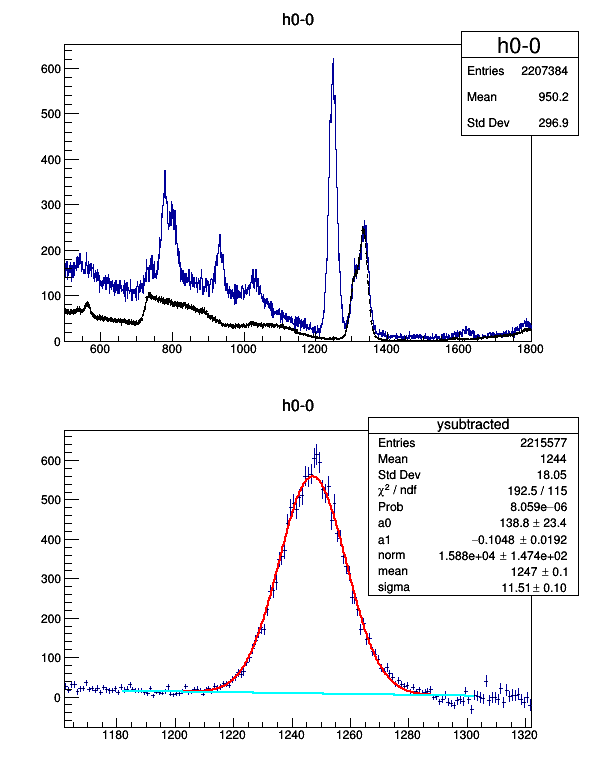 h0-0
h0-0
Entries 2207384
Mean 950.2
Std Dev 296.9
600
500
400
300
200
100
0
600 800 1000 1200 1400 1600 1800
h0-0
ysubtracted
Entries 2215577
Mean 1244
Std Dev 18.05
χ² / ndf 192.5 / 115
Prob 8.059e−06
a0 138.8 ± 23.4
a1 −0.1048 ± 0.0192
norm 1.588e+04 ± 1.474e+02
mean 1247 ± 0.1
sigma 11.51 ± 0.10
600
500
400
300
200
100
0
1180 1200 1220 1240 1260 1280 1300 1320